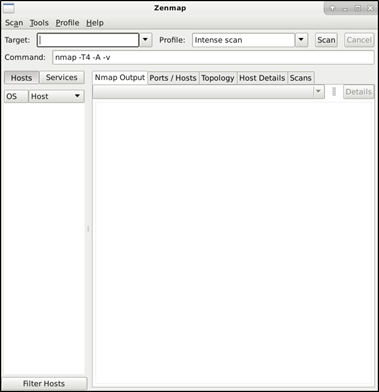 Zenmap
Scan Tools Profile Help
Target: Profile: Intense scan Scan Cancel
Command: nmap -T4 -A -v
Hosts Services Nmap Output Ports / Hosts Topology Host Details Scans
OS Host Details
Filter Hosts